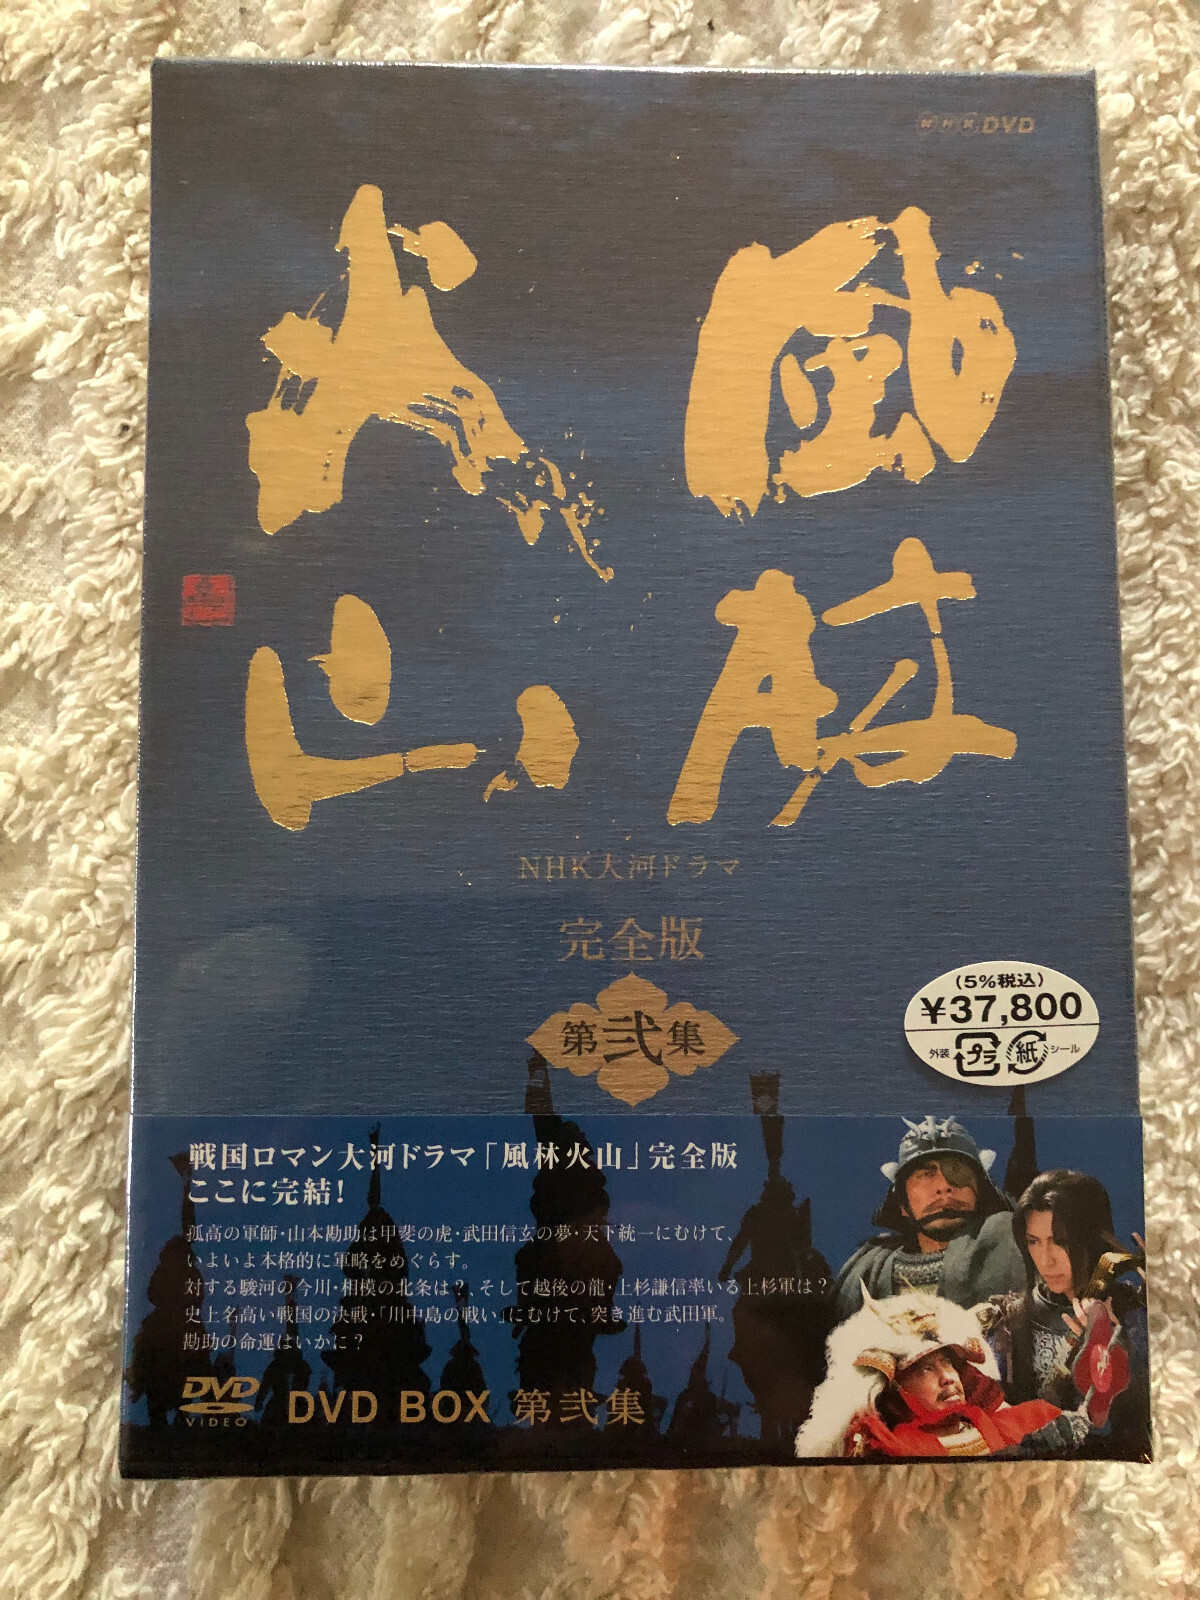 NHK DVD
風林
火山
NHK大河ドラマ
完全版
第弐集
(5%税込)
¥37,800
外装 プラ 紙 シール
戦国ロマン大河ドラマ「風林火山」完全版
ここに完結!
孤高の軍師・山本勘助は甲斐の虎・武田信玄の夢・天下統一にむけて、
いよいよ本格的に軍略をめぐらす。
対する駿河の今川・相模の北条は? そして越後の龍・上杉謙信率いる上杉軍は?
史上名高い戦国の決戦・「川中島の戦い」にむけて、突き進む武田軍。
勘助の命運はいかに?
DVD
VIDEO
DVD BOX 第弐集